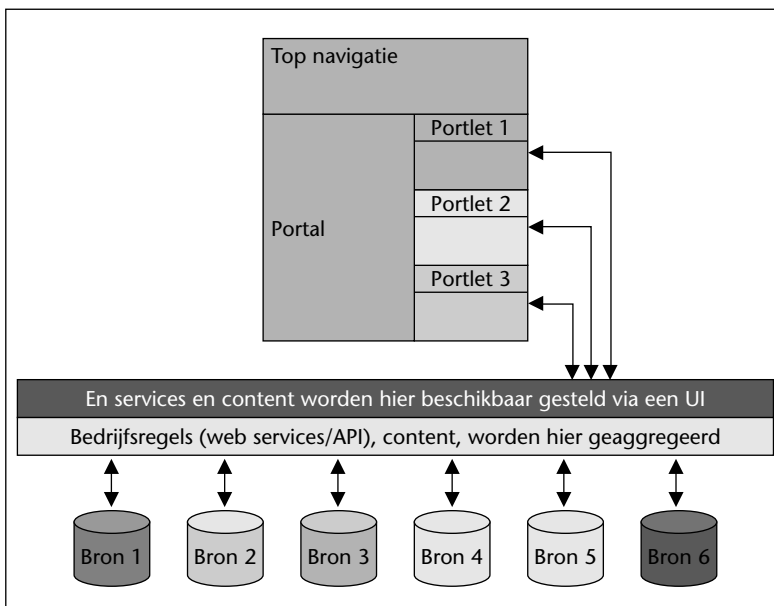 Top navigatie
Portlet 1
Portlet 2
Portal
Portlet 3
En services en content worden hier beschikbaar gesteld via een UI
Bedrijfsregels (web services/API), content, worden hier geaggregeerd
Bron 1
Bron 2
Bron 3
Bron 4
Bron 5
Bron 6